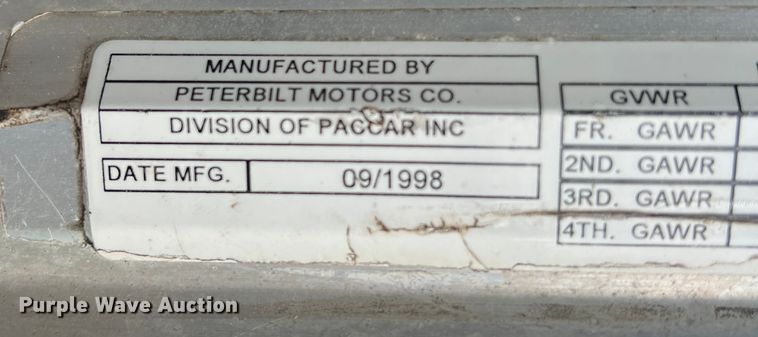 MANUFACTURED BY
PETERBILT MOTORS CO.
DIVISION OF PACCAR INC
DATE MFG. 09/1998
GVWR
FR. GAWR
2ND. GAWR
3RD. GAWR
4TH. GAWR
Purple Wave Auction